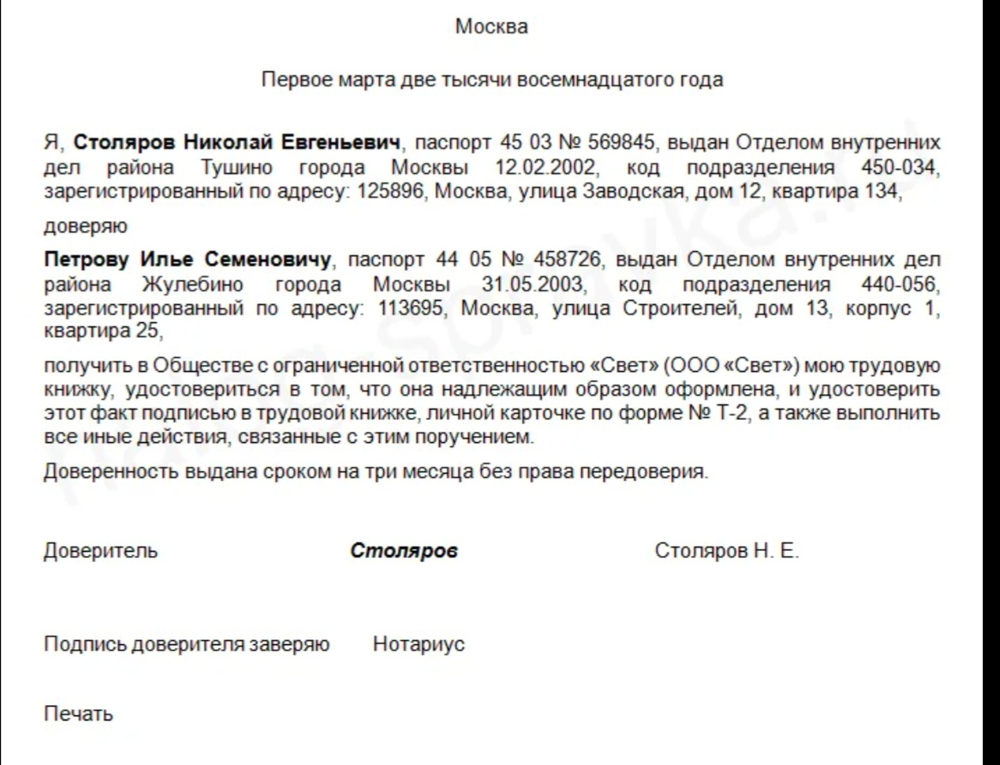 Москва
Первое марта две тысячи восемнадцатого года
Я, Столяров Николай Евгеньевич, паспорт 45 03 № 569845, выдан Отделом внутренних
дел района Тушино города Москвы 12.02.2002, код подразделения 450-034,
зарегистрированный по адресу: 125896, Москва, улица Заводская, дом 12, квартира 134,
доверяю
Петрову Илье Семеновичу, паспорт 44 05 № 458726, выдан Отделом внутренних дел
района Жулебино города Москвы 31.05.2003, код подразделения 440-056,
зарегистрированный по адресу: 113695, Москва, улица Строителей, дом 13, корпус 1,
квартира 25,
получить в Обществе с ограниченной ответственностью «Свет» (ООО «Свет») мою трудовую
книжку, удостовериться в том, что она надлежащим образом оформлена, и удостоверить
этот факт подписью в трудовой книжке, личной карточке по форме № Т-2, а также выполнить
все иные действия, связанные с этим поручением.
Доверенность выдана сроком на три месяца без права передоверия.
Доверитель Столяров Столяров Н. Е.
Подпись доверителя заверяю Нотариус
Печать
nalog-spravka.ru